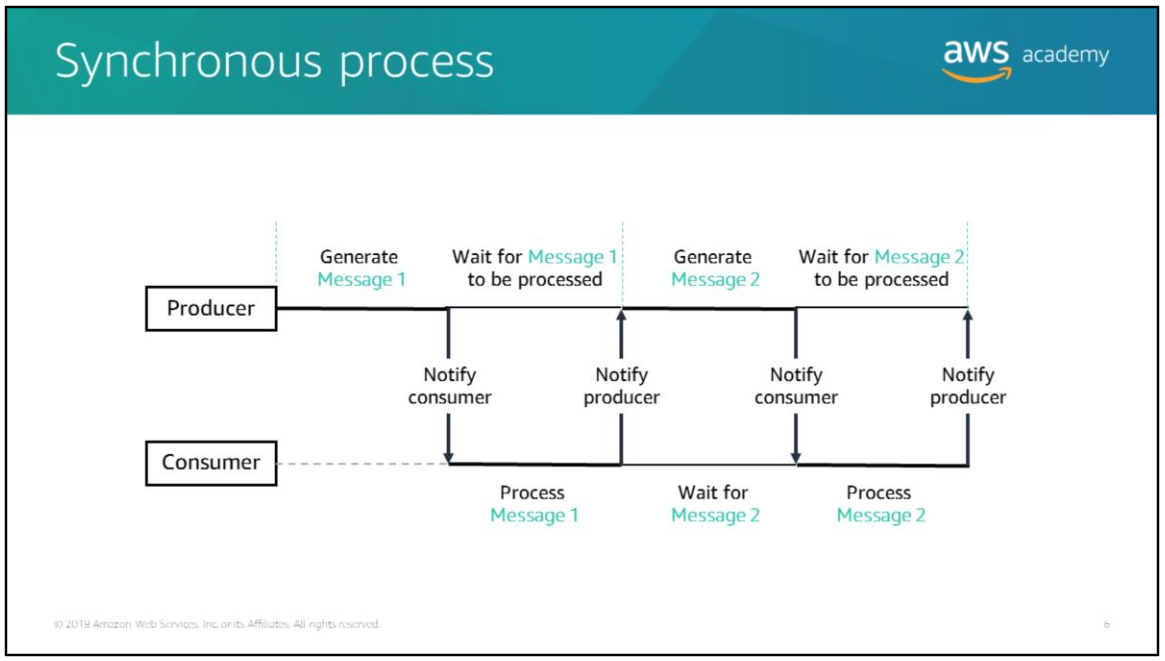 Synchronous process
aws academy
Generate
Message 1
Wait for Message 1
to be processed
Generate
Message 2
Wait for Message 2
to be processed
Producer
Notify
consumer
Notify
producer
Notify
consumer
Notify
producer
Consumer
Process
Message 1
Wait for
Message 2
Process
Message 2
© 2019 Amazon Web Services, Inc. or its Affiliates. All rights reserved.
6